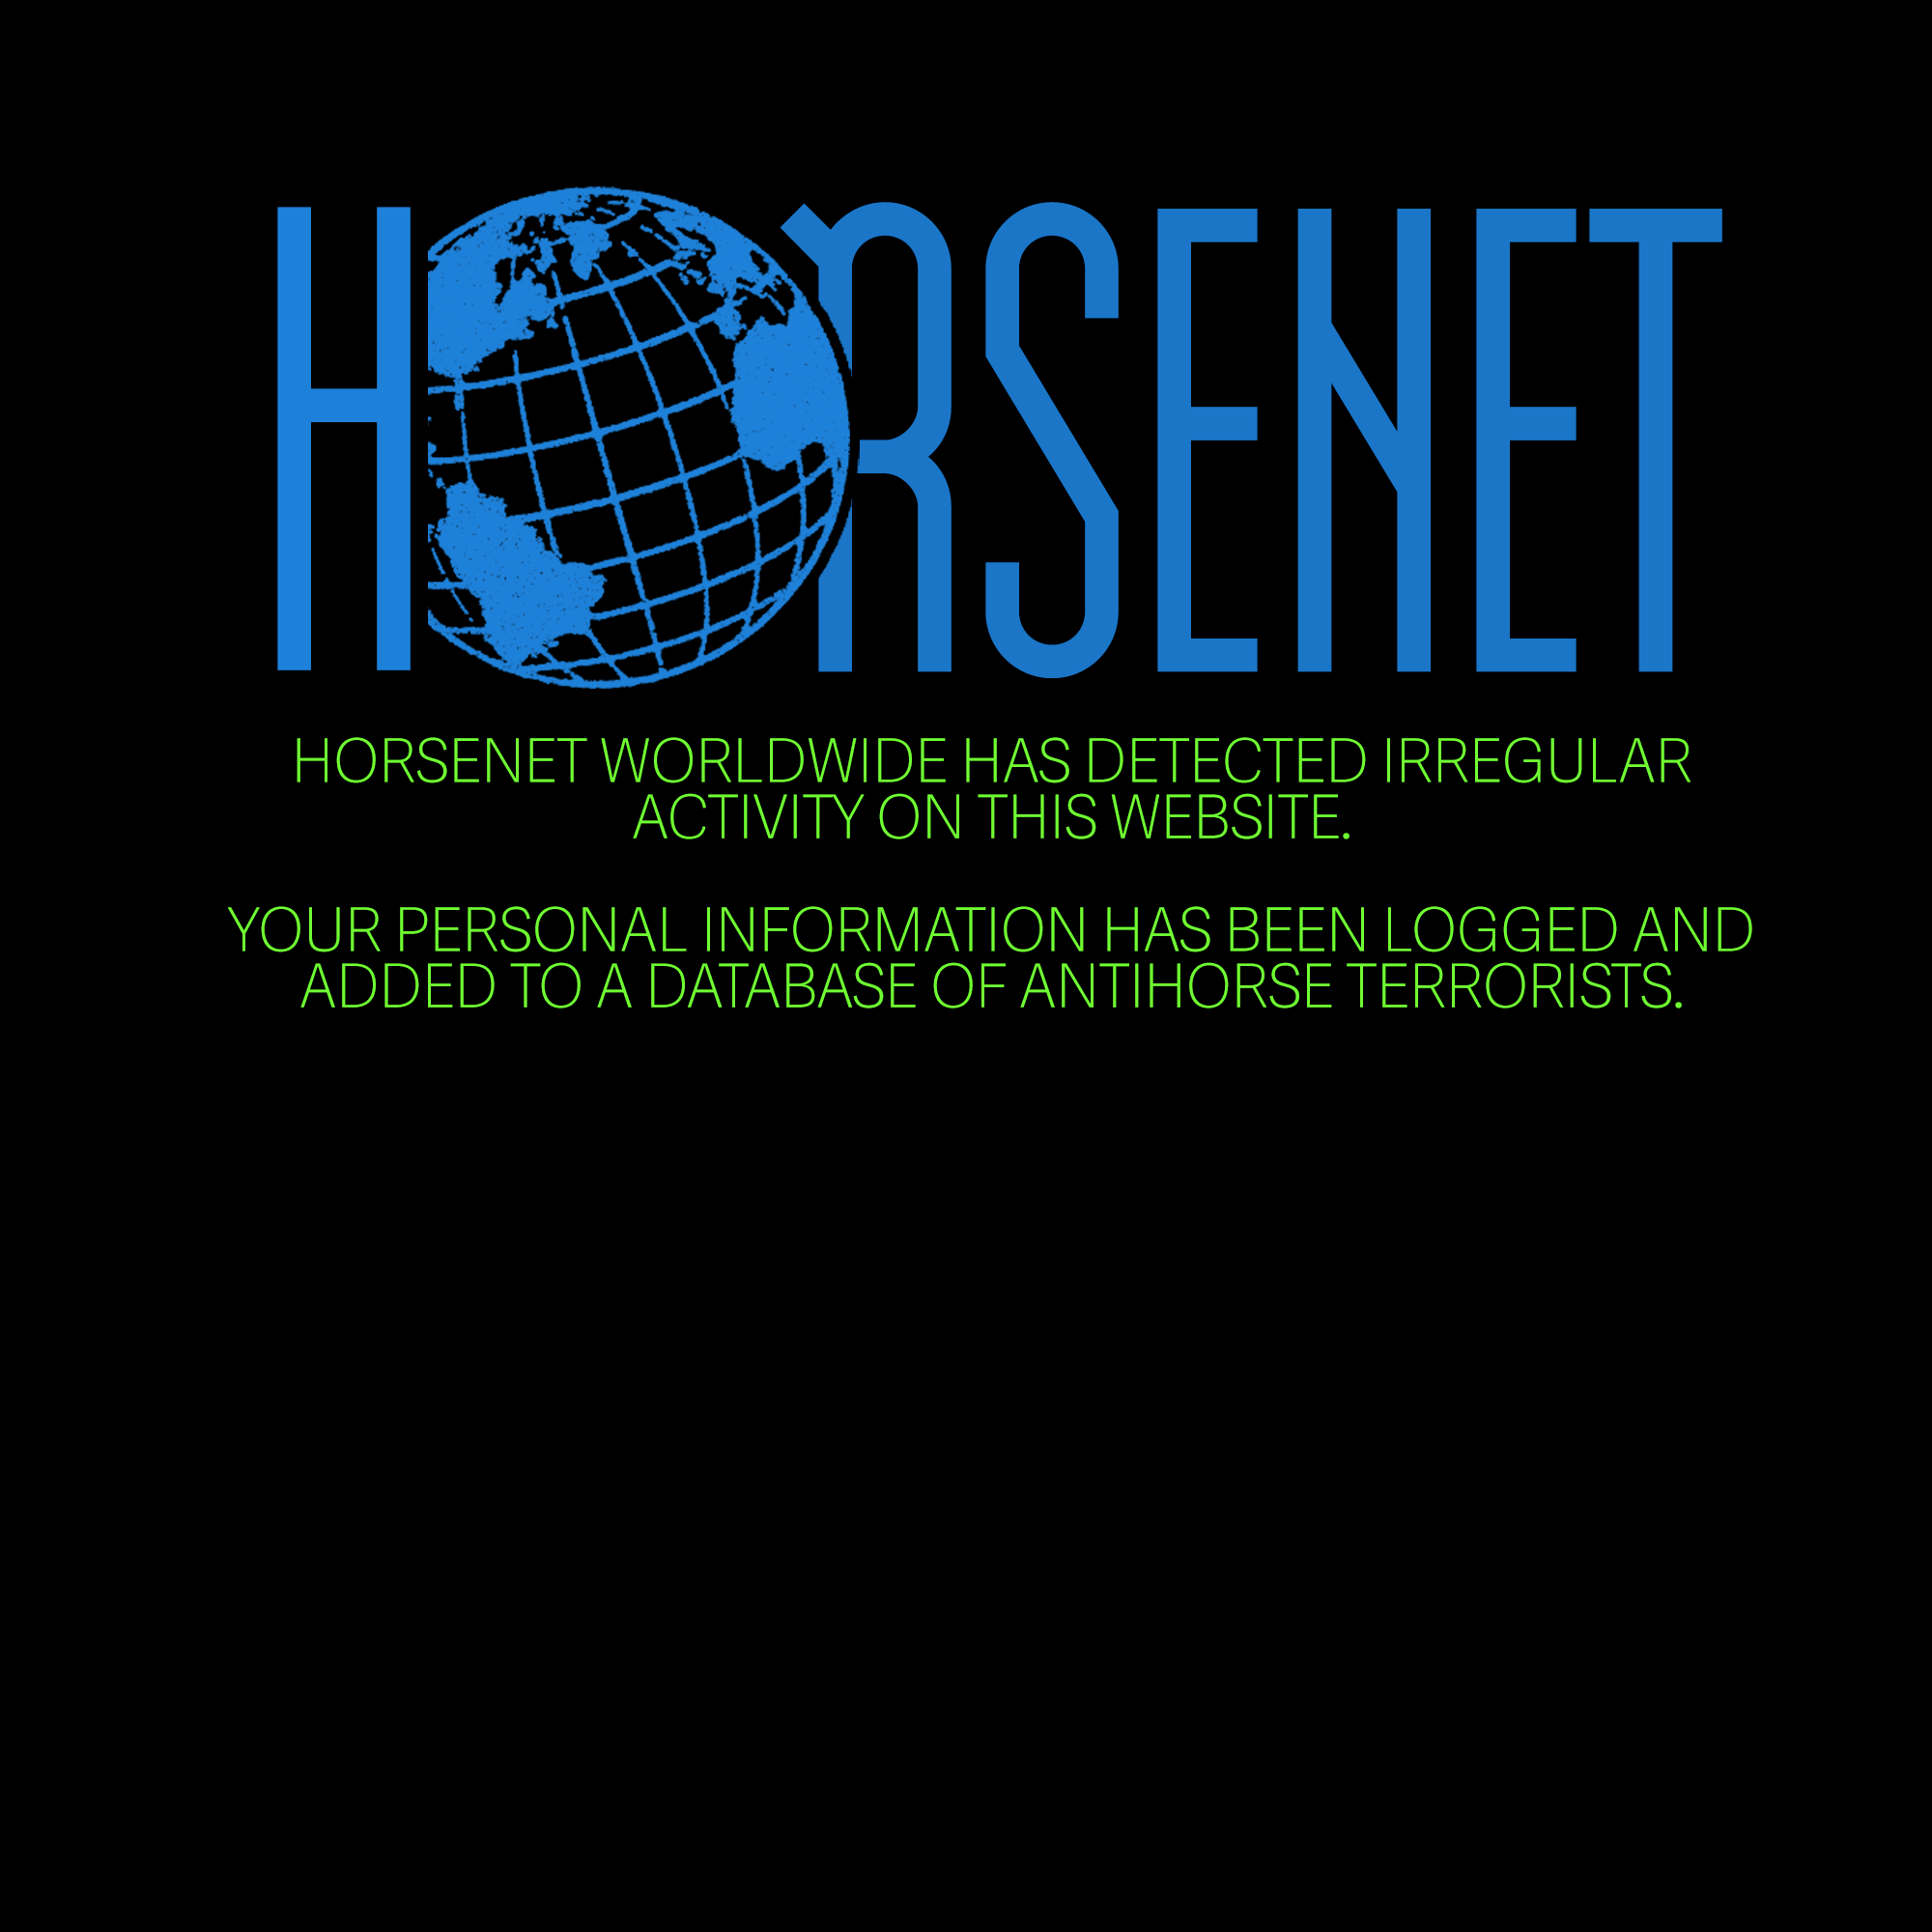 HORSENET
HORSENET WORLDWIDE HAS DETECTED IRREGULAR
ACTIVITY ON THIS WEBSITE.
YOUR PERSONAL INFORMATION HAS BEEN LOGGED AND
ADDED TO A DATABASE OF ANTIHORSE TERRORISTS.